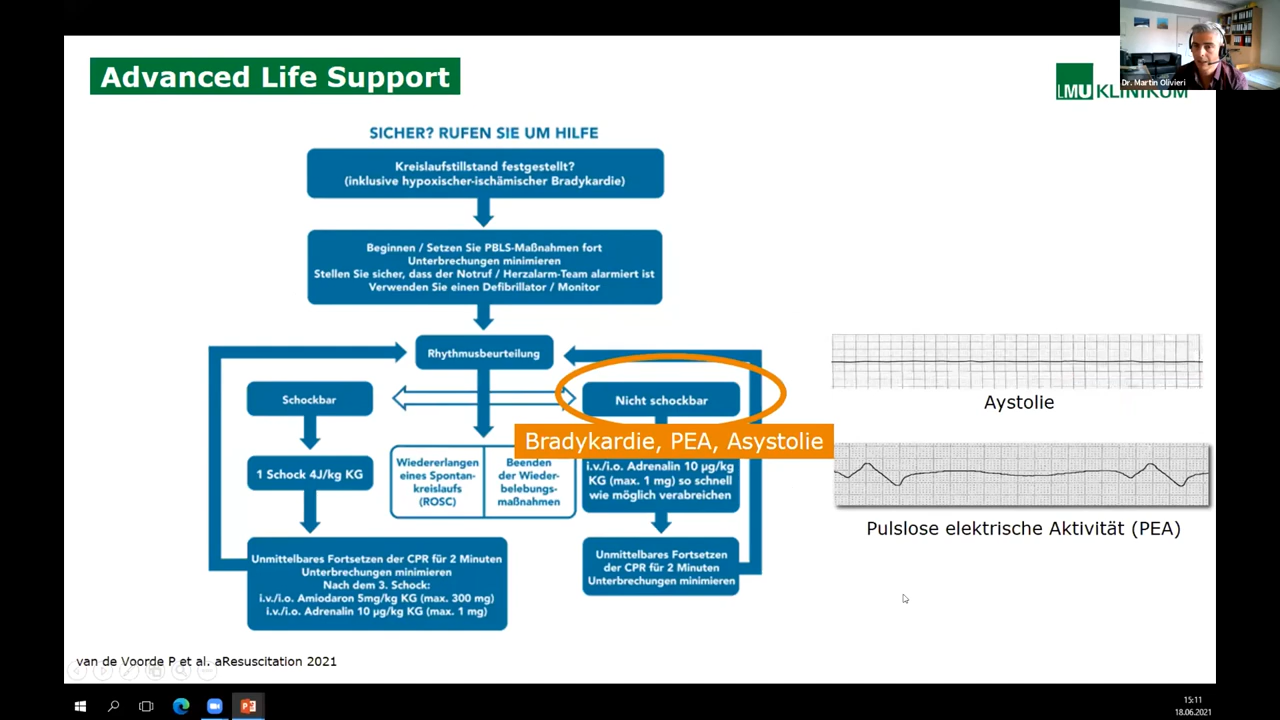 Advanced Life Support
Dr. Martin Olivieri
LMU KLINIKUM
SICHER? RUFEN SIE UM HILFE
Kreislaufstillstand festgestellt?
(inklusive hypoxischer-ischämischer Bradykardie)
Beginnen / Setzen Sie PBLS-Maßnahmen fort
Unterbrechungen minimieren
Stellen Sie sicher, dass der Notruf / Herzalarm-Team alarmiert ist
Verwenden Sie einen Defibrillator / Monitor
Rhythmusbeurteilung
Schockbar
Nicht schockbar
Bradykardie, PEA, Asystolie
1 Schock 4J/kg KG
Wiedererlangen
eines Spontan-
kreislaufs
(ROSC)
Beenden
der Wieder-
belebungs-
maßnahmen
i.v./i.o. Adrenalin 10 µg/kg
KG (max. 1 mg) so schnell
wie möglich verabreichen
Unmittelbares Fortsetzen der CPR für 2 Minuten
Unterbrechungen minimieren
Nach dem 3. Schock:
i.v./i.o. Amiodaron 5mg/kg KG (max. 300 mg)
i.v./i.o. Adrenalin 10 µg/kg KG (max. 1 mg)
Unmittelbares Fortsetzen
der CPR für 2 Minuten
Unterbrechungen minimieren
Aystolie
Pulslose elektrische Aktivität (PEA)
van de Voorde P et al. aResuscitation 2021
15:11
18.06.2021